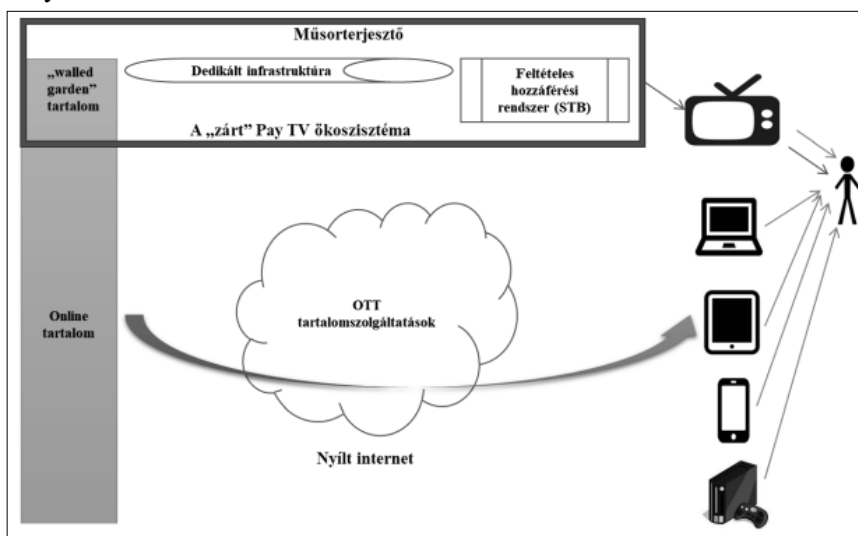 Műsorterjesztő
„walled
garden”
tartalom
Dedikált infrastruktúra
Feltételes
hozzáférési
rendszer (STB)
A „zárt” Pay TV ökoszisztéma
Online
tartalom
OTT
tartalomszolgáltatások
Nyílt internet